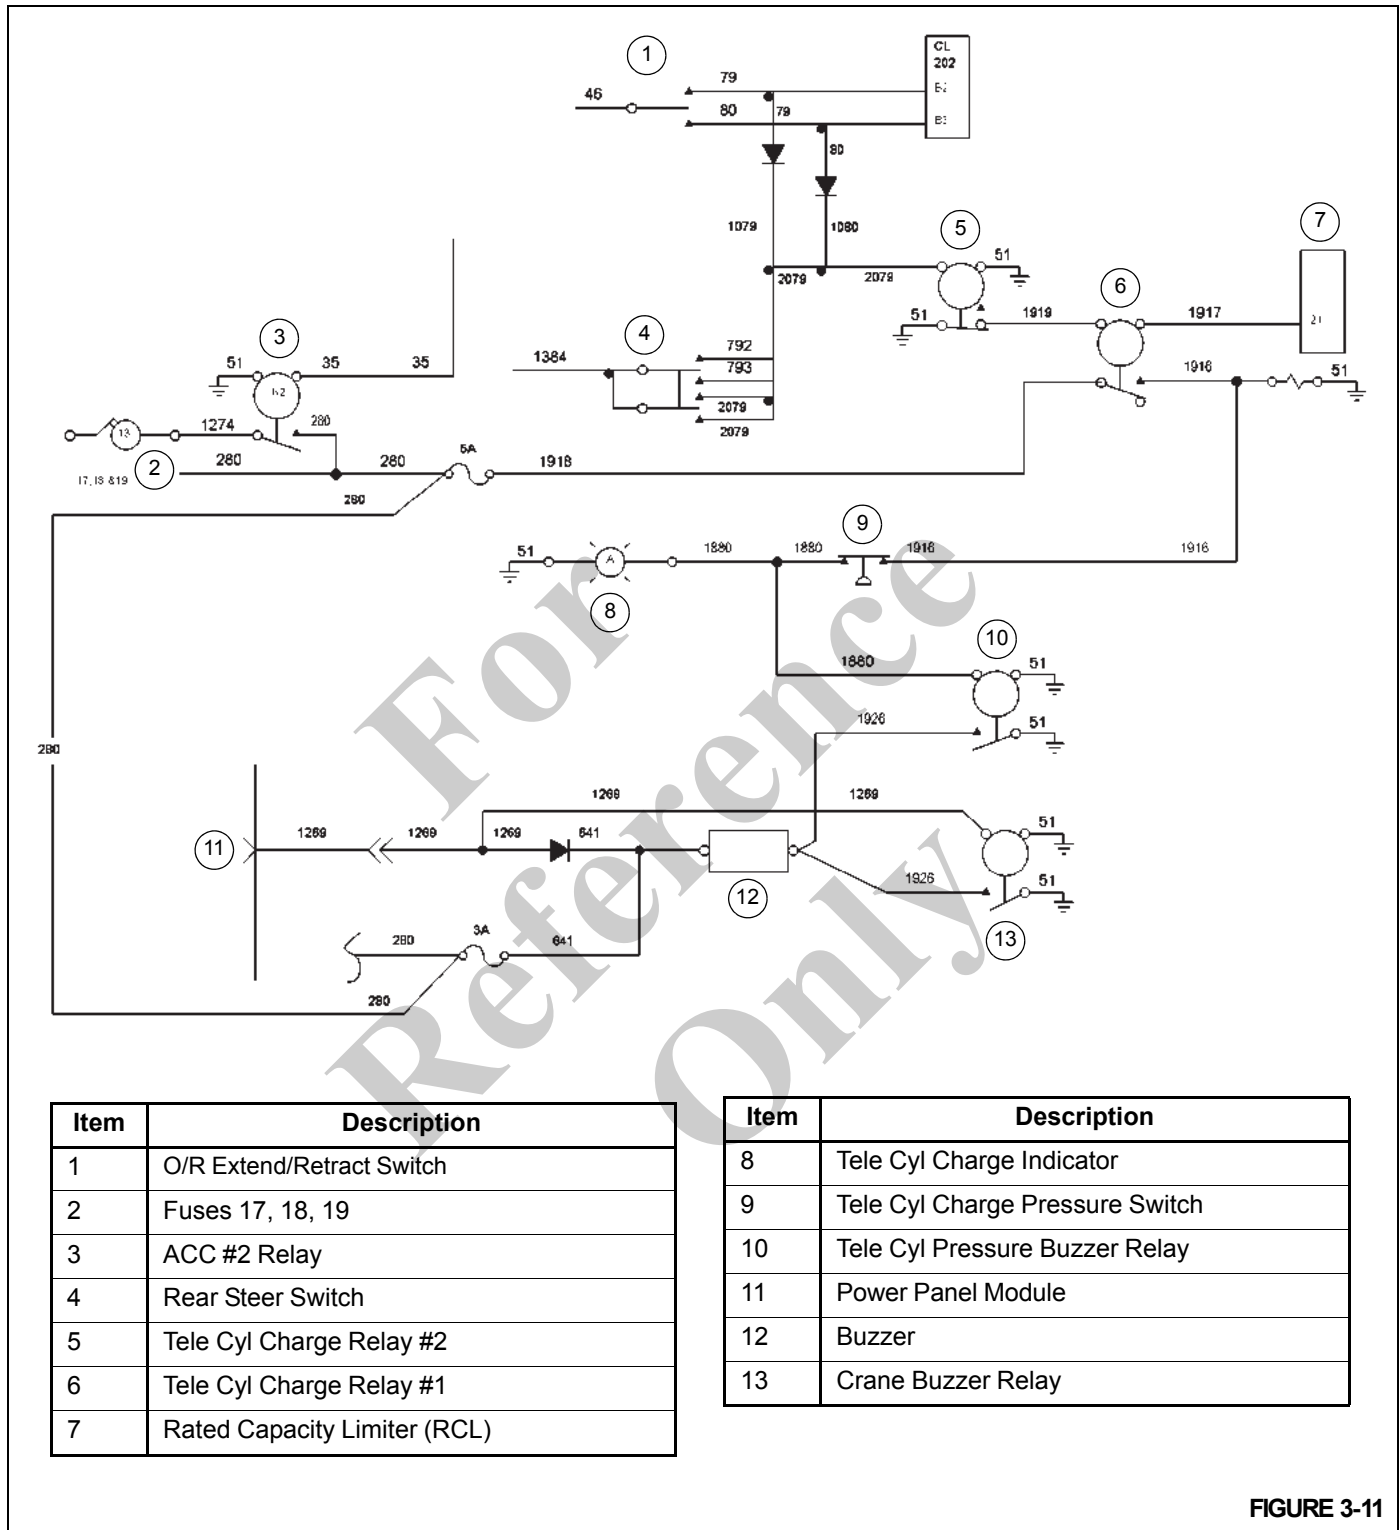 1
CL
202
79
B2
46
79
80
B3
80
1079
1080
5
7
51
2079
2079
6
3
51
1919
1917
21
4
1384
792
51
35
35
793
1916
51
2079
1274
280
13
2079
280
280
5A
1918
2
17, 18 &19
280
9
51
1880
1880
1916
1916
A
8
10
1880
51
1926
51
280
1269
1269
51
11
1269
1269
1269
641
1926
51
12
13
280
3A
641
280
For
Reference
Only
Item Description
1 O/R Extend/Retract Switch
2 Fuses 17, 18, 19
3 ACC #2 Relay
4 Rear Steer Switch
5 Tele Cyl Charge Relay #2
6 Tele Cyl Charge Relay #1
7 Rated Capacity Limiter (RCL)
Item Description
8 Tele Cyl Charge Indicator
9 Tele Cyl Charge Pressure Switch
10 Tele Cyl Pressure Buzzer Relay
11 Power Panel Module
12 Buzzer
13 Crane Buzzer Relay
FIGURE 3-11